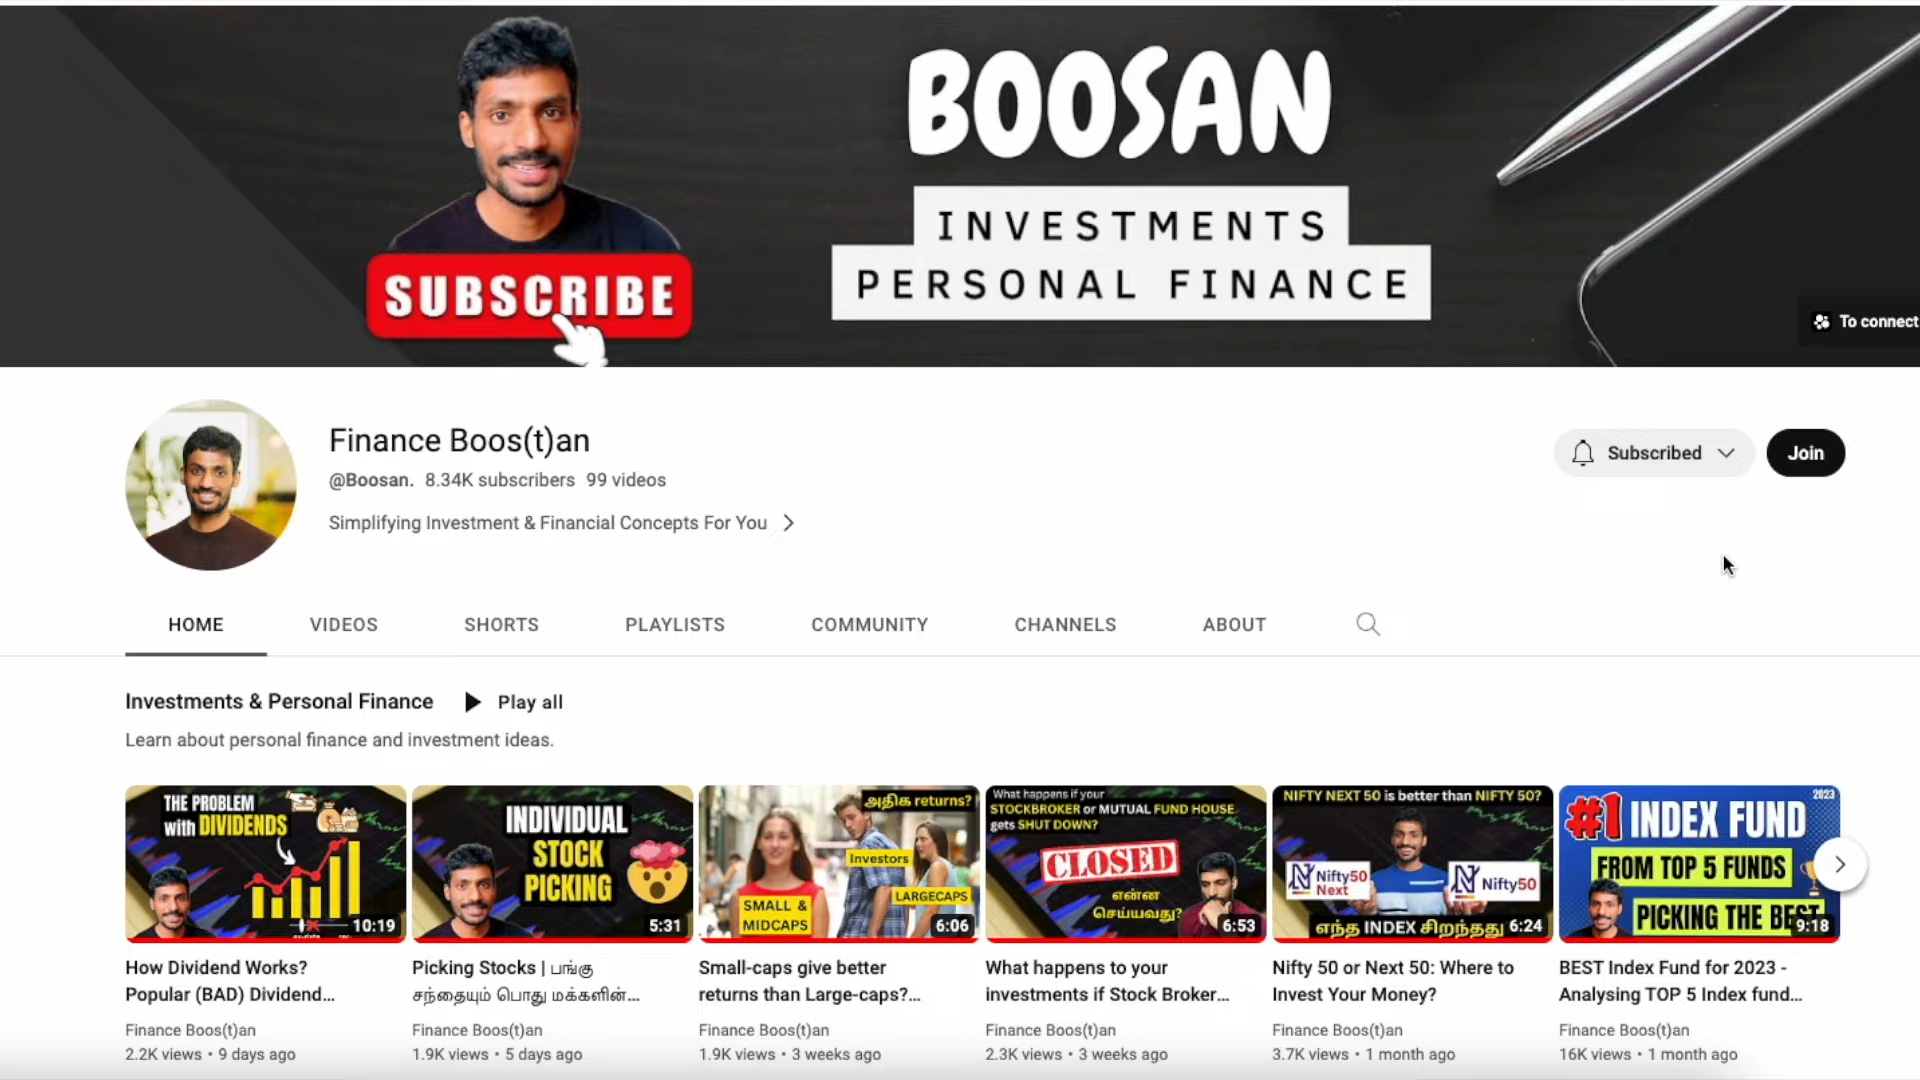 BOOSAN
INVESTMENTS
PERSONAL FINANCE
SUBSCRIBE
To connect
Finance Boos(t)an
@Boosan. 8.34K subscribers 99 videos
Simplifying Investment & Financial Concepts For You
Subscribed
Join
HOME VIDEOS SHORTS PLAYLISTS COMMUNITY CHANNELS ABOUT
Investments & Personal Finance Play all
Learn about personal finance and investment ideas.
THE PROBLEM
with DIVIDENDS
10:19
INDIVIDUAL
STOCK
PICKING
5:31
அதிக returns?
Investors
LARGECAPS
SMALL &
MIDCAPS
6:06
What happens if your
STOCKBROKER or MUTUAL FUND HOUSE
gets SHUT DOWN?
CLOSED
என்ன
செய்யவது?
6:53
NIFTY NEXT 50 is better than NIFTY 50?
Nifty50
Next
Nifty50
எந்த INDEX சிறந்தது
6:24
2023
#1 INDEX FUND
FROM TOP 5 FUNDS
PICKING THE BEST
9:18
How Dividend Works?
Popular (BAD) Dividend...
Finance Boos(t)an
2.2K views • 9 days ago
Picking Stocks | பங்கு
சந்தையும் பொது மக்களின்...
Finance Boos(t)an
1.9K views • 5 days ago
Small-caps give better
returns than Large-caps?...
Finance Boos(t)an
1.9K views • 3 weeks ago
What happens to your
investments if Stock Broker...
Finance Boos(t)an
2.3K views • 3 weeks ago
Nifty 50 or Next 50: Where to
Invest Your Money?
Finance Boos(t)an
3.7K views • 1 month ago
BEST Index Fund for 2023 -
Analysing TOP 5 Index fund...
Finance Boos(t)an
16K views • 1 month ago